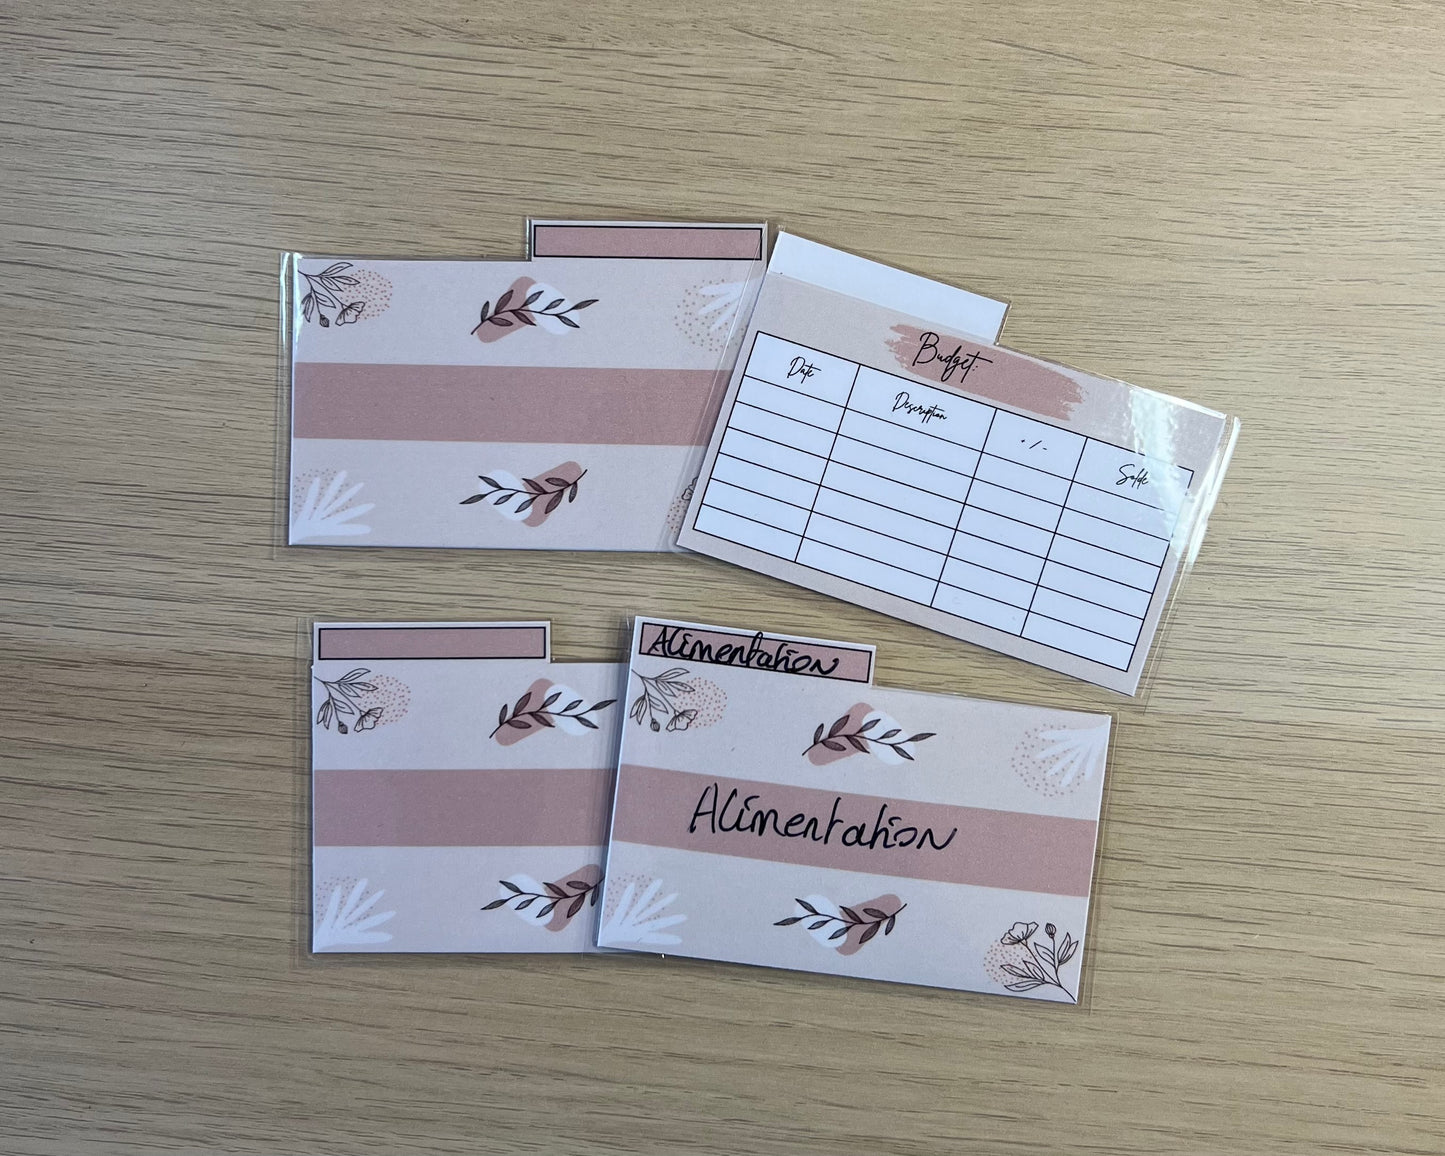 Budget:
Date Description +/- Solde
Alimentation
Alimentation